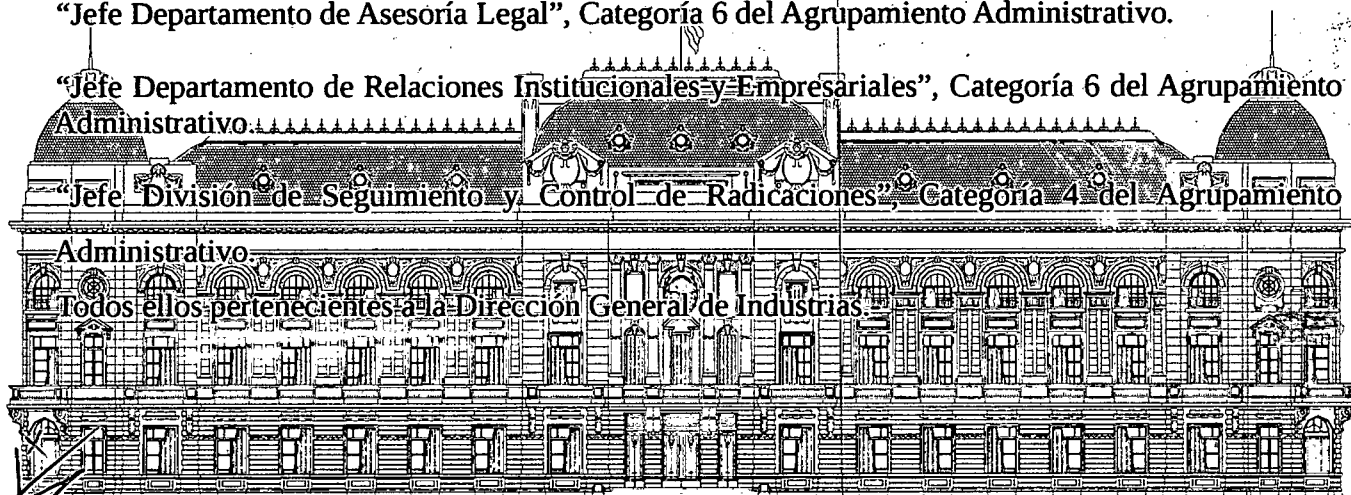 “Jefe Departamento de Asesoría Legal”, Categoría 6 del Agrupamiento Administrativo.
“Jefe Departamento de Relaciones Institucionales y Empresariales”, Categoría 6 del Agrupamiento
Administrativo.
“Jefe División de Seguimiento y Control de Radicaciones”, Categoría 4 del Agrupamiento
Administrativo.
Todos ellos pertenecientes a la Dirección General de Industrias.